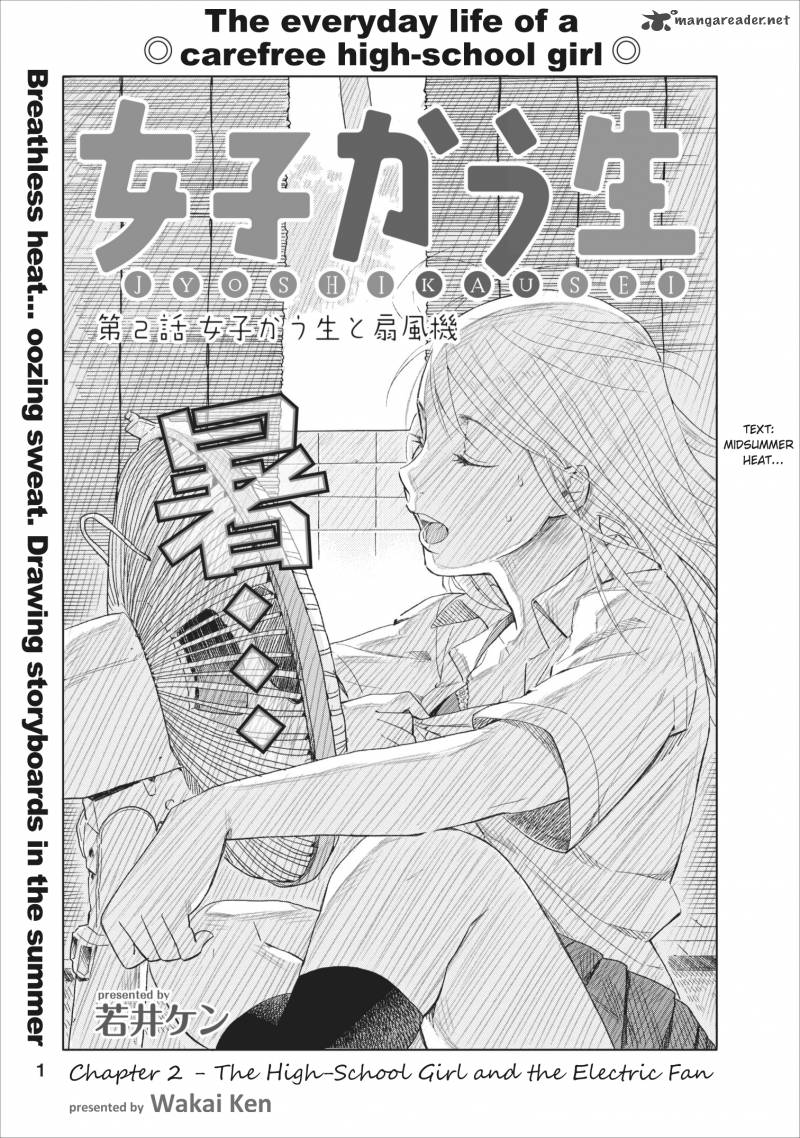 mangareader.net
The everyday life of a
◎ carefree high-school girl ◎
Breathless heat... oozing sweat. Drawing storyboards in the summer
女子かう生
JYOSHIKAUSEI
第2話 女子かう生と扇風機
暑・・・
TEXT:
MIDSUMMER
HEAT...
presented by
若井ケン
1
Chapter 2 - The High-School Girl and the Electric Fan
presented by Wakai Ken